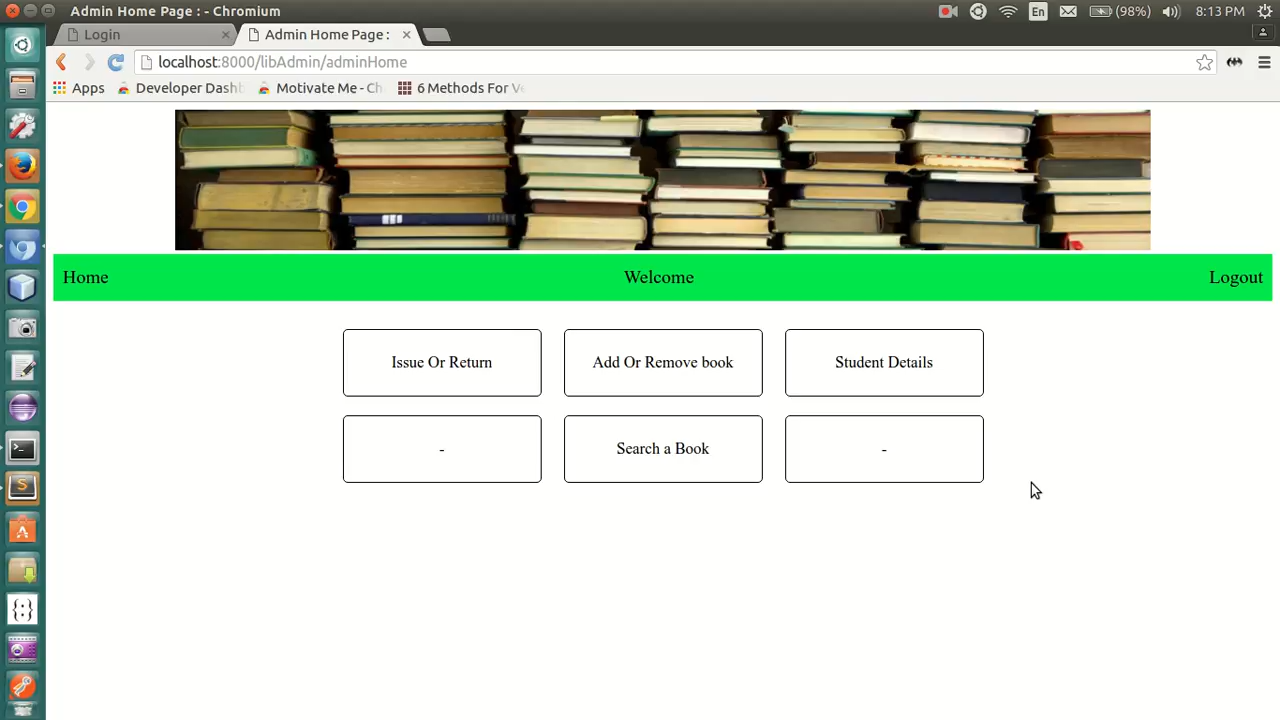 Admin Home Page : - Chromium
En
(98%)
8:13 PM
Login
Admin Home Page :
localhost:8000/libAdmin/adminHome
Apps
Developer Dashb
Motivate Me - Ch
6 Methods For Ve
Home
Welcome
Logout
Issue Or Return
Add Or Remove book
Student Details
-
Search a Book
-